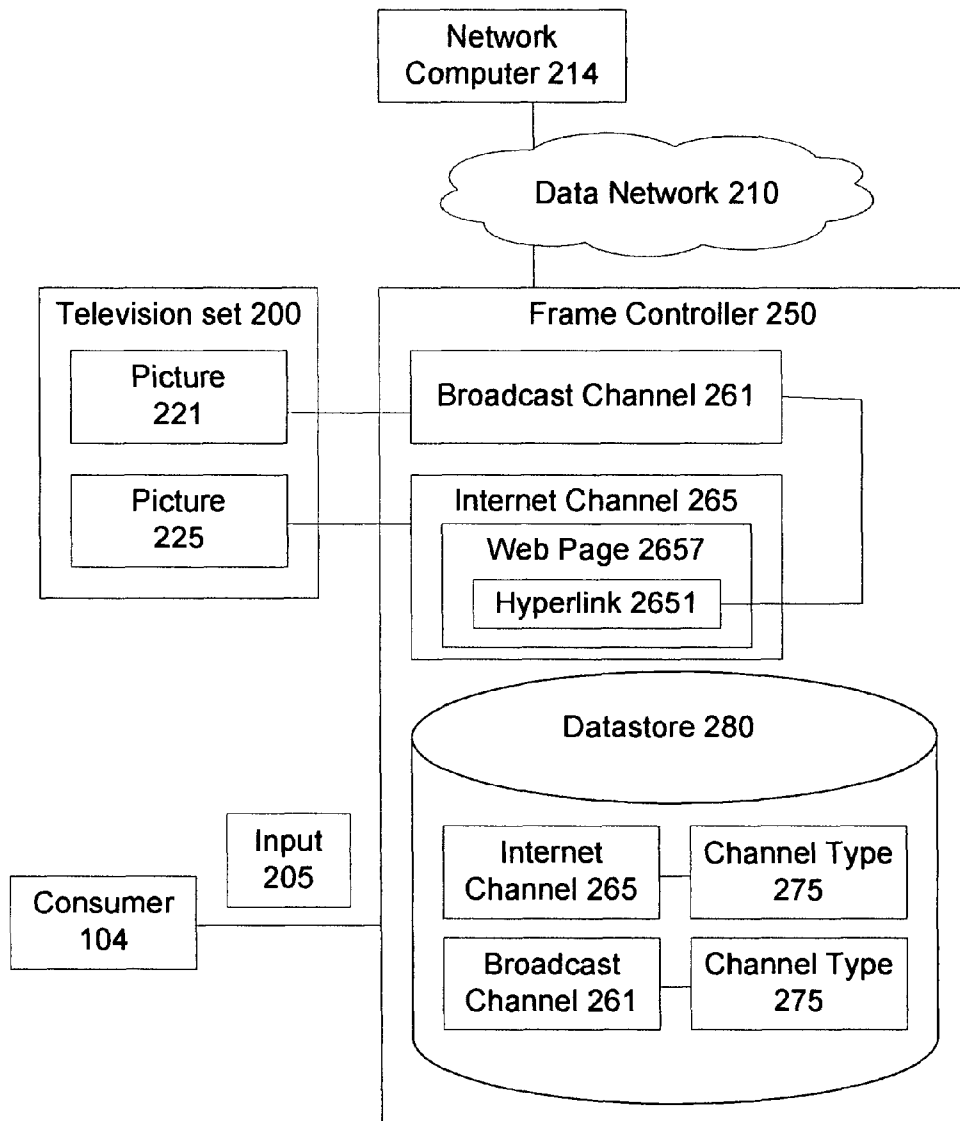 Network
Computer 214
Data Network 210
Television set 200
Picture
221
Picture
225
Frame Controller 250
Broadcast Channel 261
Internet Channel 265
Web Page 2657
Hyperlink 2651
Datastore 280
Internet
Channel 265
Channel Type
275
Broadcast
Channel 261
Channel Type
275
Input
205
Consumer
104